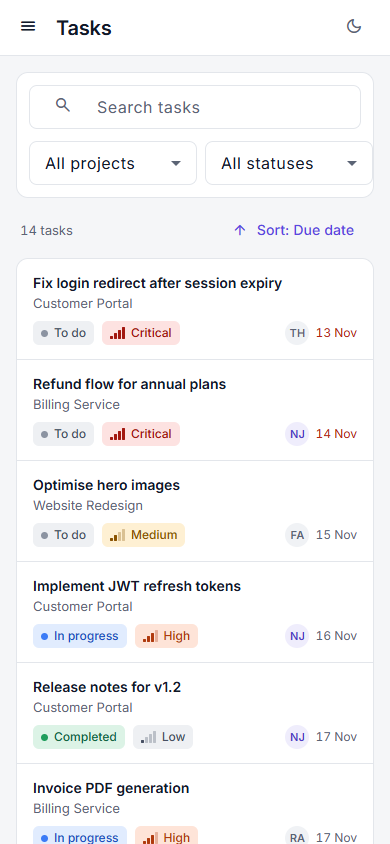 Tasks
Search tasks
All projects All statuses
14 tasks Sort: Due date
Fix login redirect after session expiry
Customer Portal
To do Critical TH 13 Nov
Refund flow for annual plans
Billing Service
To do Critical NJ 14 Nov
Optimise hero images
Website Redesign
To do Medium FA 15 Nov
Implement JWT refresh tokens
Customer Portal
In progress High NJ 16 Nov
Release notes for v1.2
Customer Portal
Completed Low NJ 17 Nov
Invoice PDF generation
Billing Service
In progress High RA 17 Nov